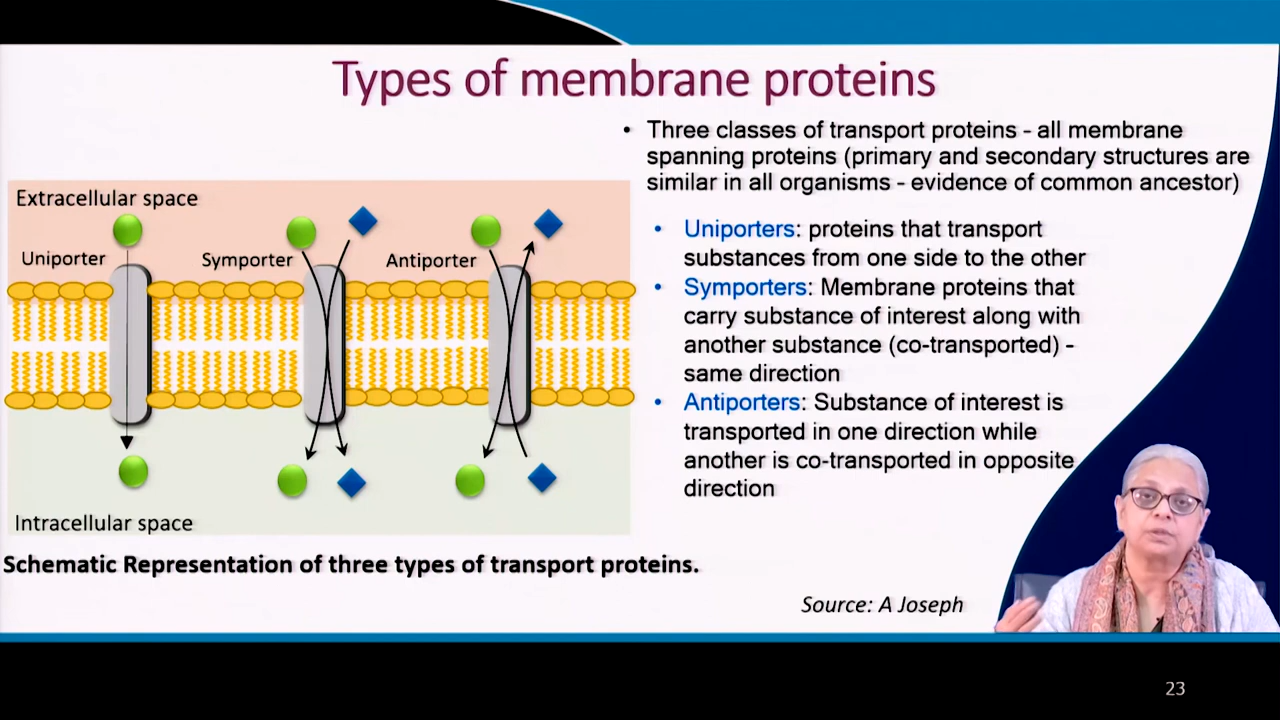 Types of membrane proteins
• Three classes of transport proteins - all membrane
spanning proteins (primary and secondary structures are
similar in all organisms - evidence of common ancestor)
• Uniporters: proteins that transport
substances from one side to the other
• Symporters: Membrane proteins that
carry substance of interest along with
another substance (co-transported) -
same direction
• Antiporters: Substance of interest is
transported in one direction while
another is co-transported in opposite
direction
Extracellular space
Uniporter
Symporter
Antiporter
Intracellular space
Schematic Representation of three types of transport proteins.
Source: A Joseph
23